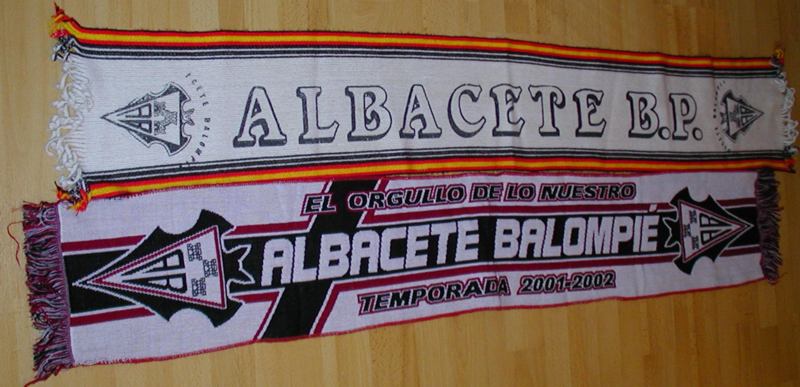 ALBACETE B.P.
EL ORGULLO DE LO NUESTRO
ALBACETE BALOMPIÉ
TEMPORADA 2001-2002